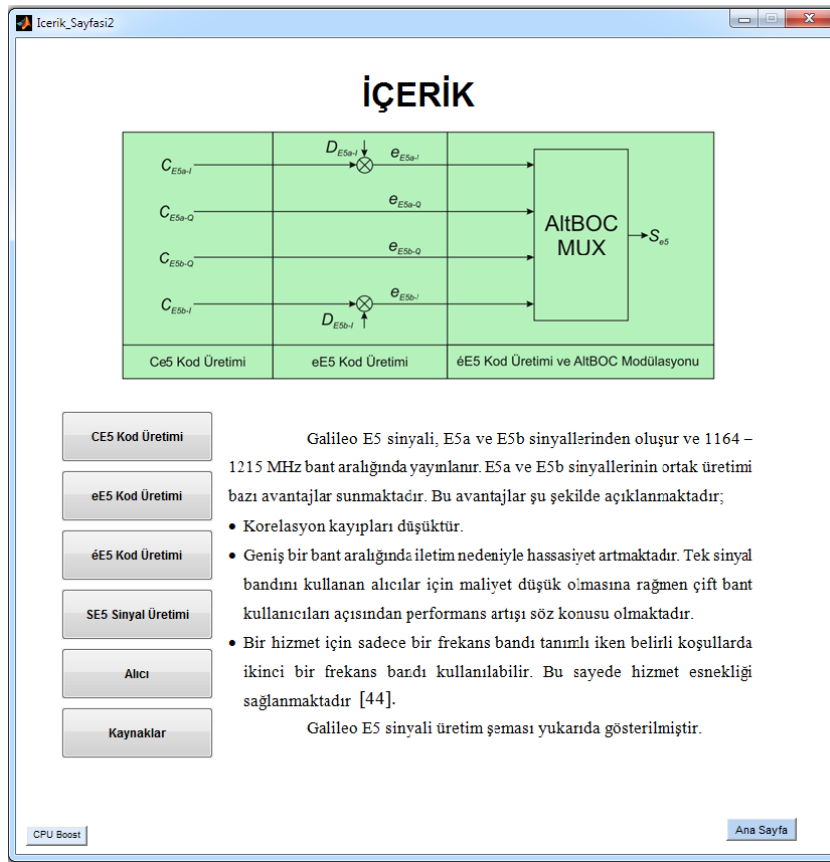 Icerik_Sayfasi2
İÇERİK
D_E5a-I
e_E5a-I
C_E5a-I
C_E5a-Q
e_E5a-Q
AltBOC
MUX
S_e5
C_E5b-Q
e_E5b-Q
C_E5b-I
e_E5b-I
D_E5b-I
Ce5 Kod Üretimi
eE5 Kod Üretimi
éE5 Kod Üretimi ve AltBOC Modülasyonu
CE5 Kod Üretimi
eE5 Kod Üretimi
éE5 Kod Üretimi
SE5 Sinyal Üretimi
Alıcı
Kaynaklar
Galileo E5 sinyali, E5a ve E5b sinyallerinden oluşur ve 1164 –
1215 MHz bant aralığında yayınlanır. E5a ve E5b sinyallerinin ortak üretimi
bazı avantajlar sunmaktadır. Bu avantajlar şu şekilde açıklanmaktadır;
• Korelasyon kayıpları düşüktür.
• Geniş bir bant aralığında iletim nedeniyle hassasiyet artmaktadır. Tek sinyal
bandını kullanan alıcılar için maliyet düşük olmasına rağmen çift bant
kullanıcıları açısından performans artışı söz konusu olmaktadır.
• Bir hizmet için sadece bir frekans bandı tanımlı iken belirli koşullarda
ikinci bir frekans bandı kullanılabilir. Bu sayede hizmet esnekliği
sağlanmaktadır [44].
Galileo E5 sinyali üretim şeması yukarıda gösterilmiştir.
CPU Boost
Ana Sayfa